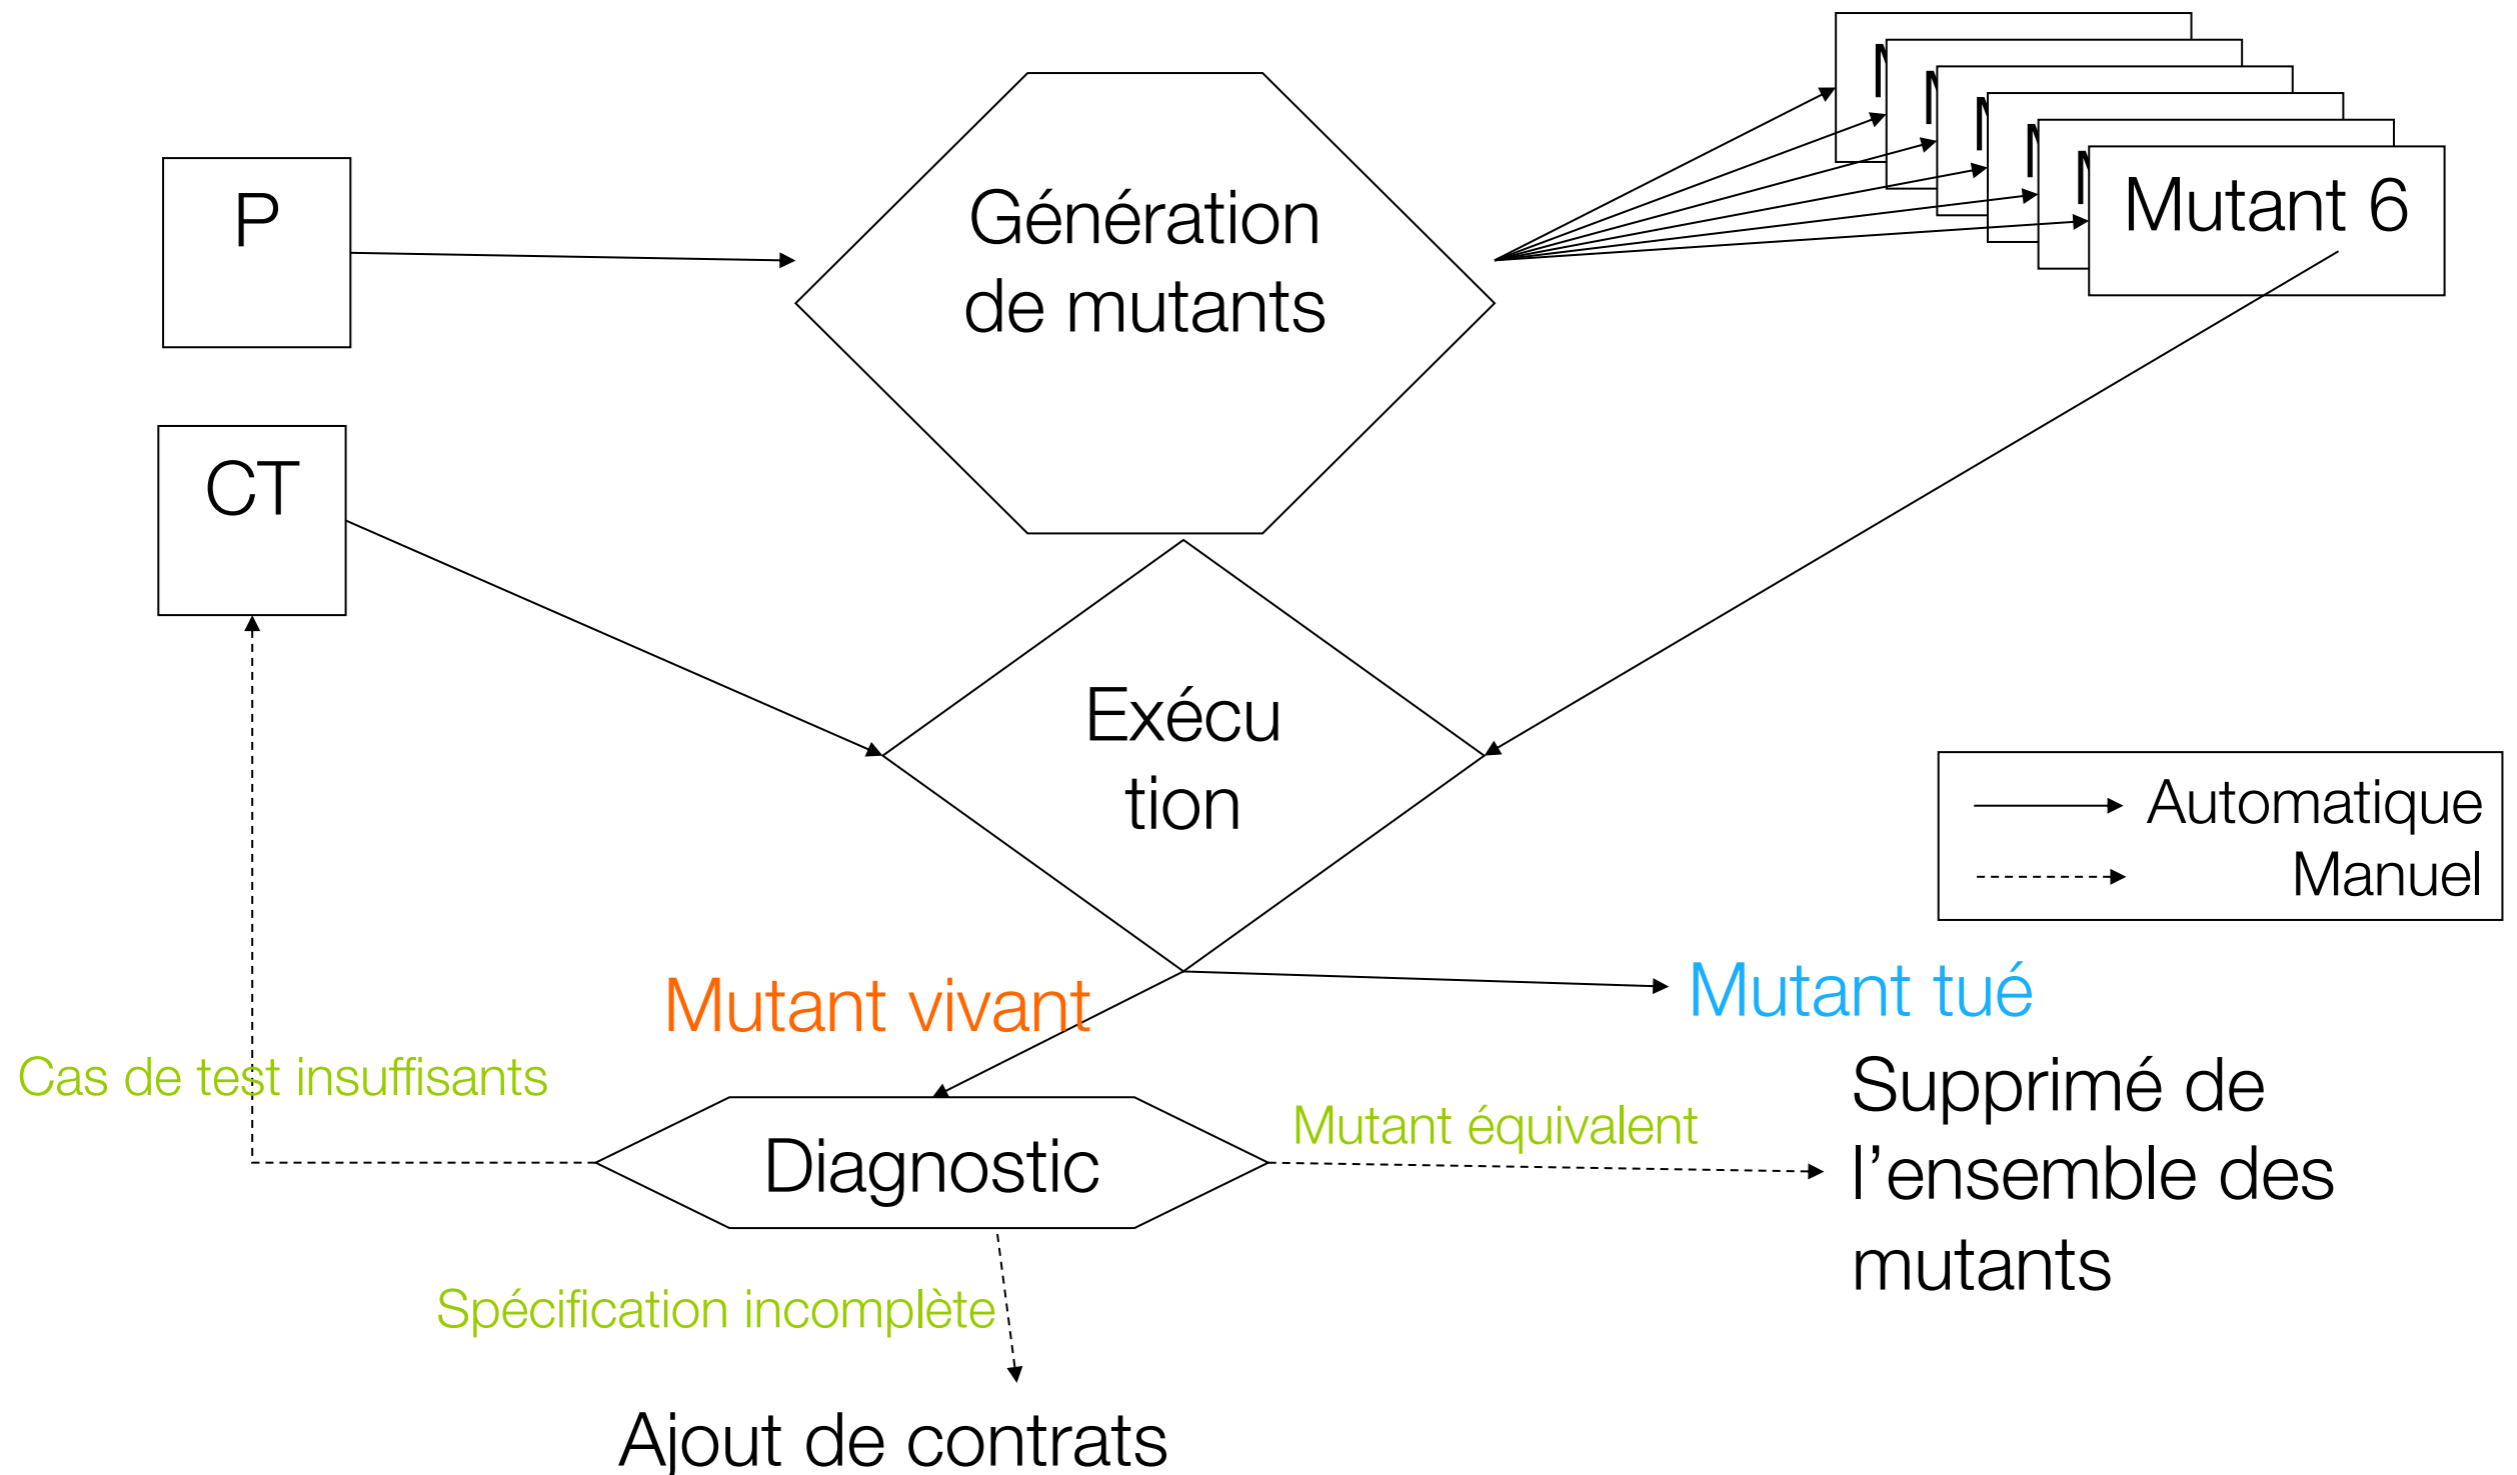 P
Génération
de mutants
M
M
M
M
M
Mutant 6
CT
Exécu
tion
Automatique
Manuel
Mutant vivant
Mutant tué
Cas de test insuffisants
Supprimé de
l’ensemble des
mutants
Mutant équivalent
Diagnostic
Spécification incomplète
Ajout de contrats